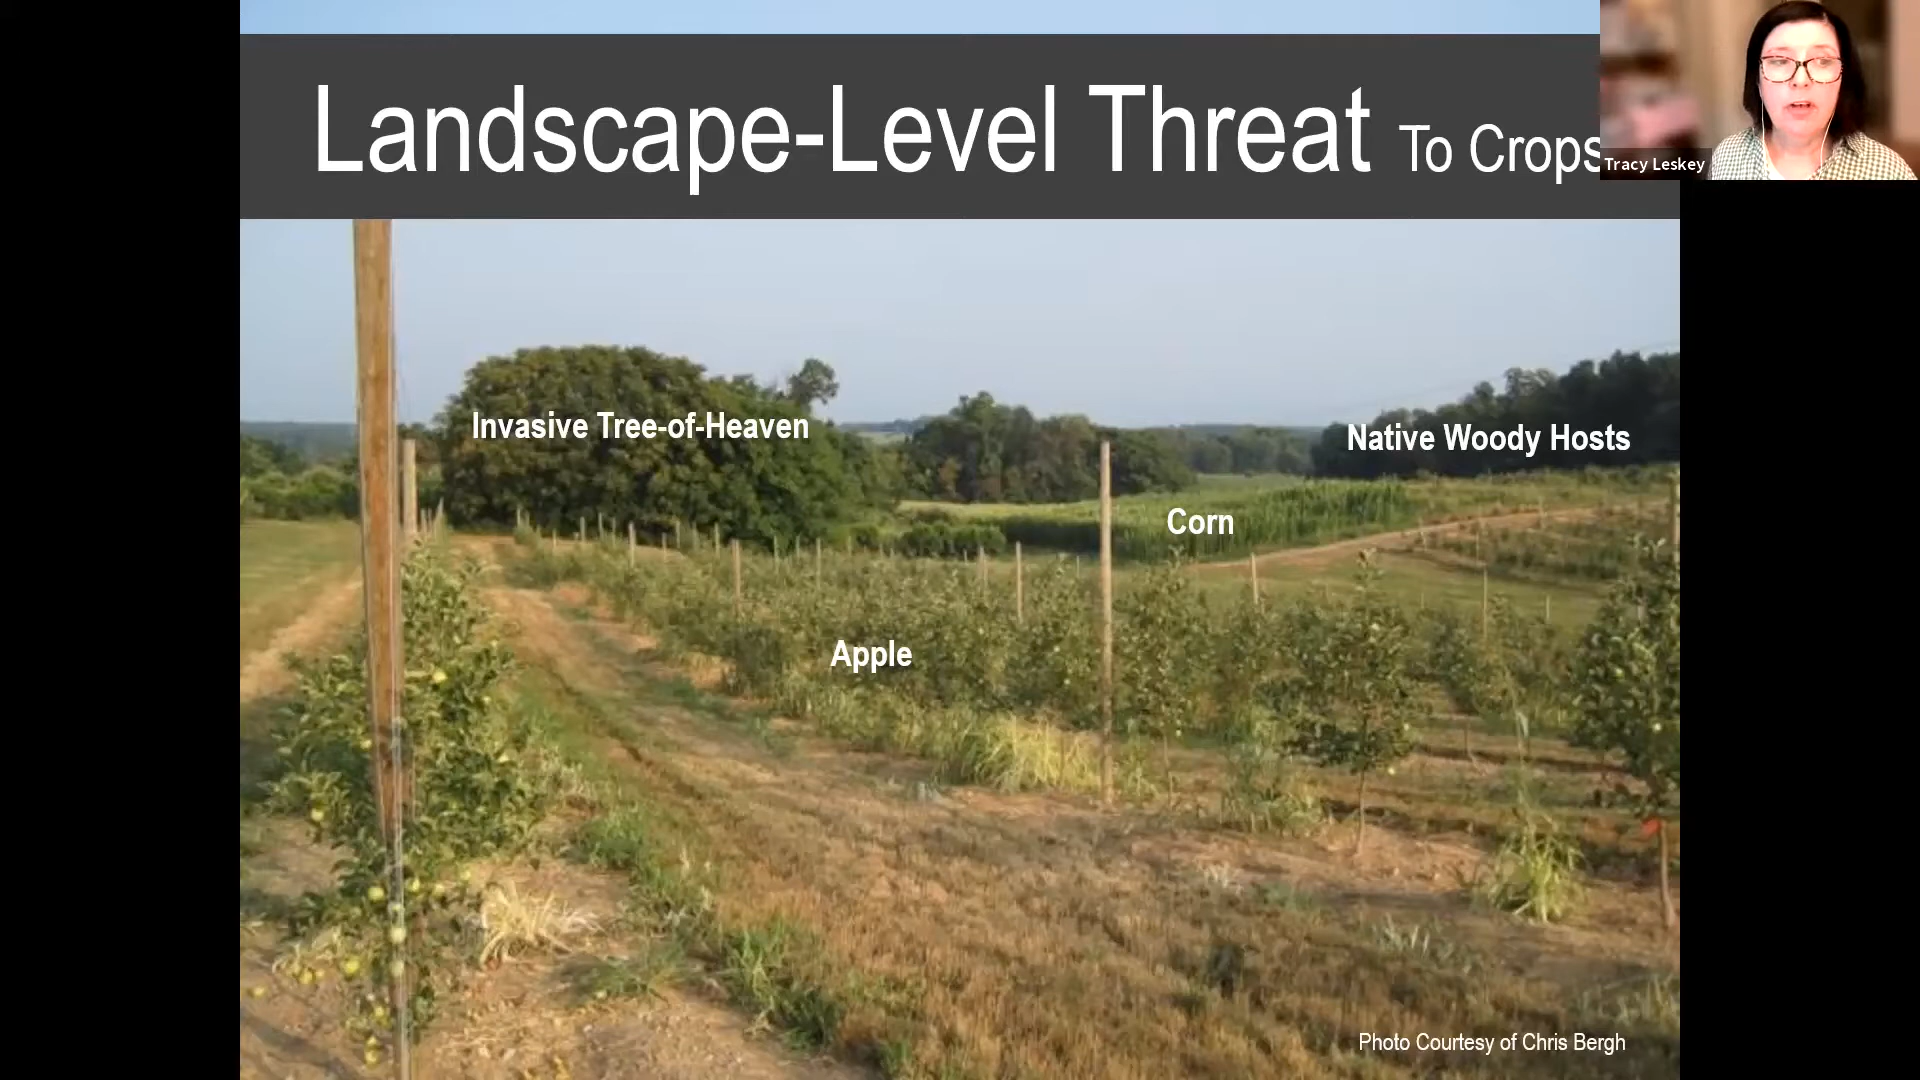 Landscape-Level Threat To Crops
Tracy Leskey
Invasive Tree-of-Heaven
Native Woody Hosts
Corn
Apple
Photo Courtesy of Chris Bergh